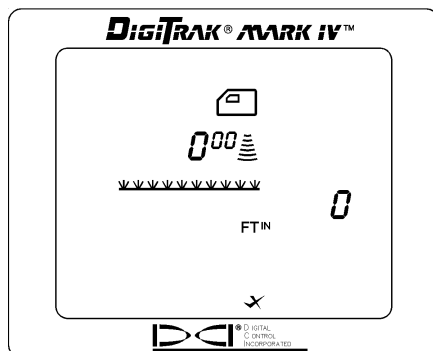 DIGITRAK® MARK IV™
000
0
FT IN
DCI® DIGITAL
CONTROL
INCORPORATED